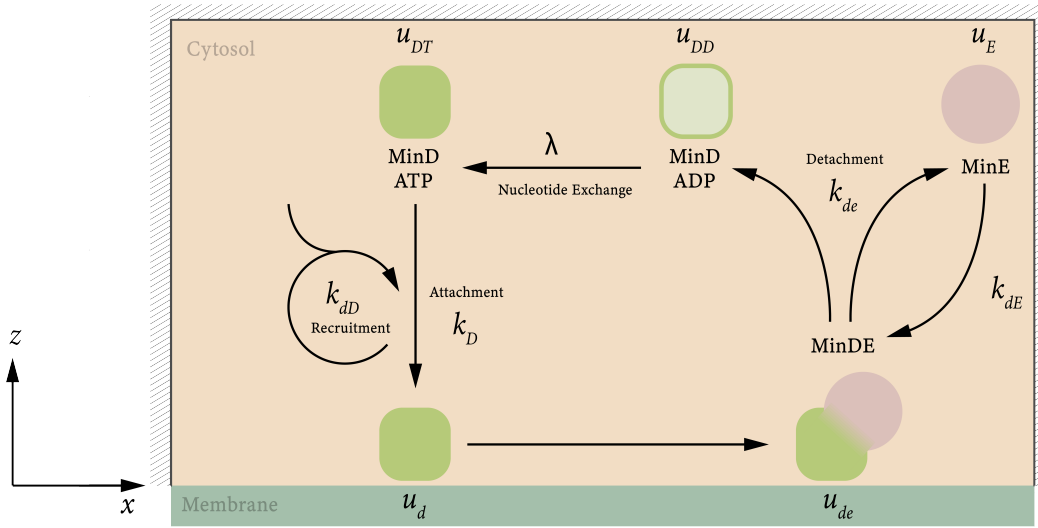 u_DT u_DD u_E
Cytosol
λ
MinD
ATP
Nucleotide Exchange
MinD
ADP
Detachment
k_de
MinE
k_dD
Recruitment
Attachment
k_D
k_dE
MinDE
z
x
Membrane
u_d
u_de